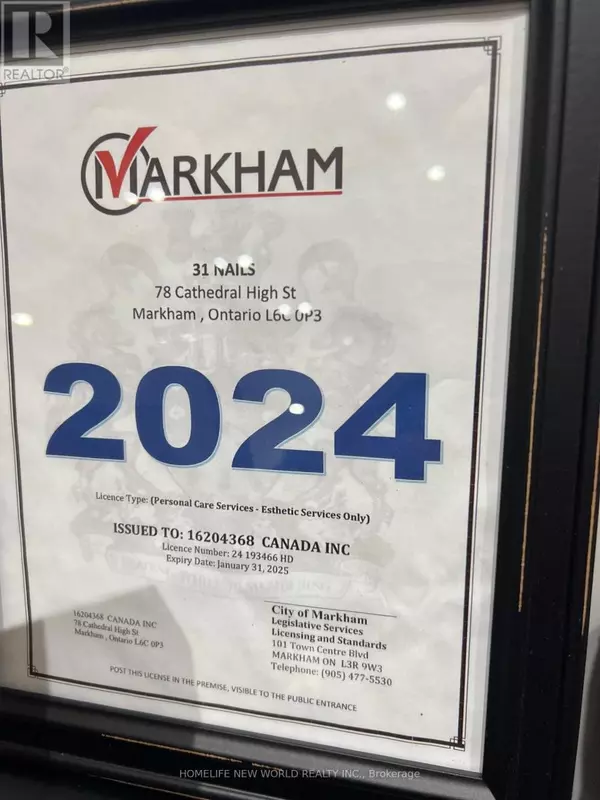 REALTOR®
MARKHAM
31 NAILS
78 Cathedral High St
Markham , Ontario L6C 0P3
2024
Licence Type: (Personal Care Services - Esthetic Services Only)
ISSUED TO: 16204368 CANADA INC
Licence Number: 24 193466 HD
Expiry Date: January 31, 2025
16204368 CANADA INC
78 Cathedral High St
Markham , Ontario L6C 0P3
City of Markham
Legislative Services
Licensing and Standards
101 Town Centre Blvd
MARKHAM ON L3R 9W3
Telephone: (905) 477-5530
POST THIS LICENSE IN THE PREMISE, VISIBLE TO THE PUBLIC ENTRANCE
HOMELIFE NEW WORLD REALTY INC., Brokerage